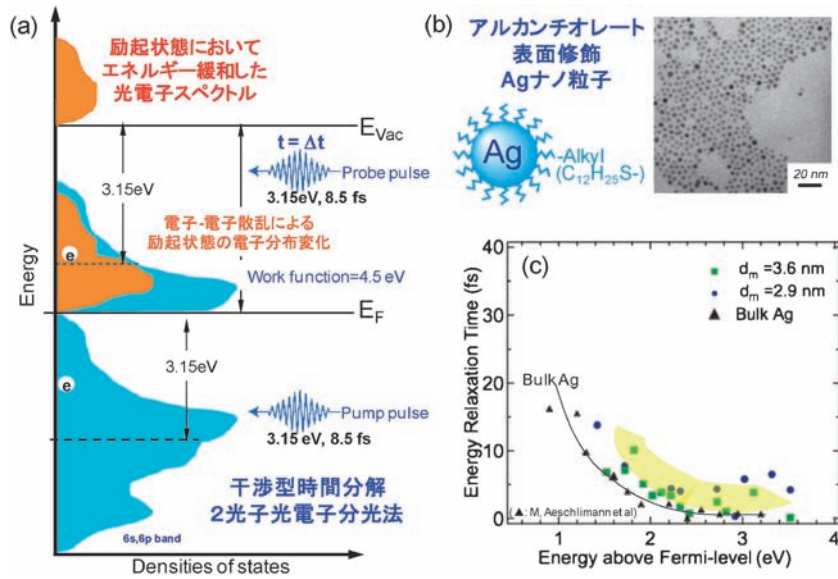 (a)
励起状態において
エネルギー緩和した
光電子スペクトル
E_Vac
t = Δt
Probe pulse
3.15eV, 8.5 fs
3.15eV
電子-電子散乱による
励起状態の電子分布変化
e
Work function=4.5 eV
E_F
3.15eV
e
Pump pulse
3.15 eV, 8.5 fs
干渉型時間分解
2光子光電子分光法
6s,6p band
Energy
Densities of states
(b)
アルカンチオレート
表面修飾
Agナノ粒子
Ag
-Alkyl
(C₁₂H₂₅S-)
20 nm
(c)
d_m =3.6 nm
d_m =2.9 nm
Bulk Ag
Bulk Ag
(▲: M, Aeschlimann et al)
Energy Relaxation Time (fs)
40
30
20
10
0
0 1 2 3 4
Energy above Fermi-level (eV)